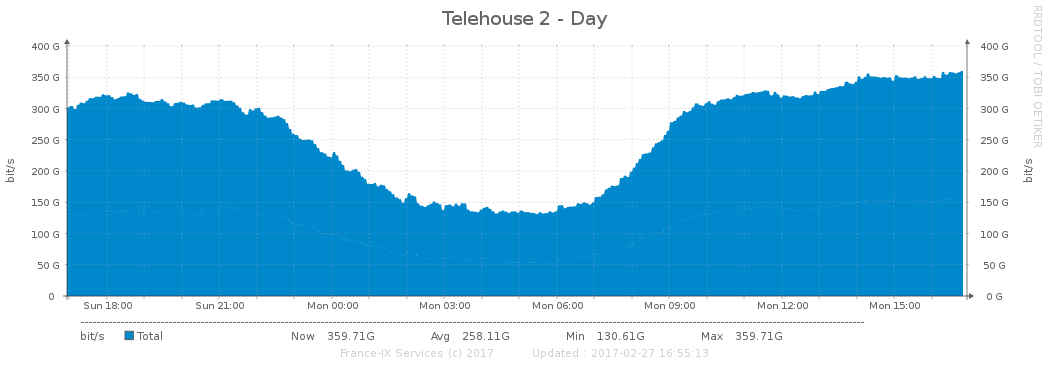 Telehouse 2 - Day
RRDTOOL / TOBI OETIKER
bit/s
400 G
350 G
300 G
250 G
200 G
150 G
100 G
50 G
0
400 G
350 G
300 G
250 G
200 G
150 G
100 G
50 G
0 G
bit/s
Sun 18:00 Sun 21:00 Mon 00:00 Mon 03:00 Mon 06:00 Mon 09:00 Mon 12:00 Mon 15:00
bit/s Total Now 359.71G Avg 258.11G Min 130.61G Max 359.71G
France-IX Services (c) 2017 Updated : 2017-02-27 16:55:13